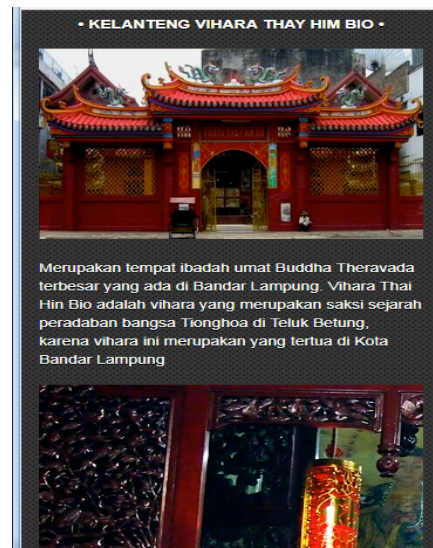 • KELANTENG VIHARA THAY HIM BIO •
Merupakan tempat ibadah umat Buddha Theravada
terbesar yang ada di Bandar Lampung. Vihara Thai
Hin Bio adalah vihara yang merupakan saksi sejarah
peradaban bangsa Tionghoa di Teluk Betung,
karena vihara ini merupakan yang tertua di Kota
Bandar Lampung